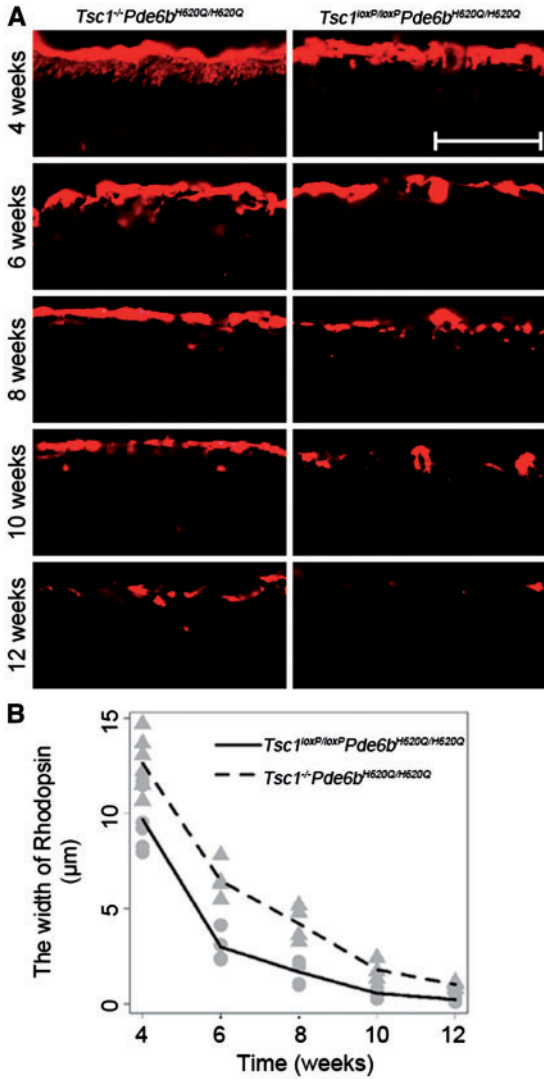 A
Tsc1-/-Pde6bH620Q/H620Q
Tsc1loxP/loxPPde6bH620Q/H620Q
4 weeks
6 weeks
8 weeks
10 weeks
12 weeks
B
15
10
5
0
The width of Rhodopsin
(μm)
Tsc1loxP/loxPPde6bH620Q/H620Q
Tsc1-/-Pde6bH620Q/H620Q
4 6 8 10 12
Time (weeks)